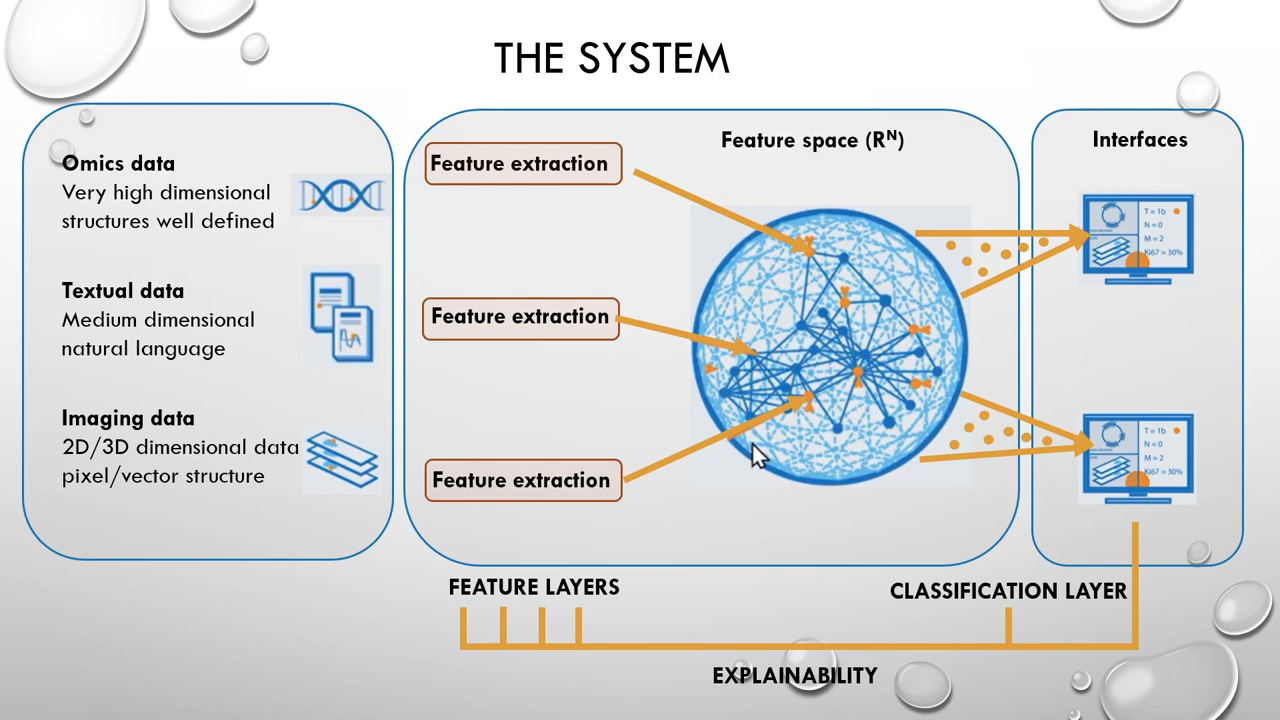 THE SYSTEM
Omics data
Very high dimensional
structures well defined
Textual data
Medium dimensional
natural language
Imaging data
2D/3D dimensional data
pixel/vector structure
Feature extraction
Feature extraction
Feature extraction
Feature space (Rᴺ)
Interfaces
T = 1b
N = 0
M = 2
Ki67 = 30%
T = 1b
N = 0
M = 2
Ki67 = 30%
FEATURE LAYERS
CLASSIFICATION LAYER
EXPLAINABILITY